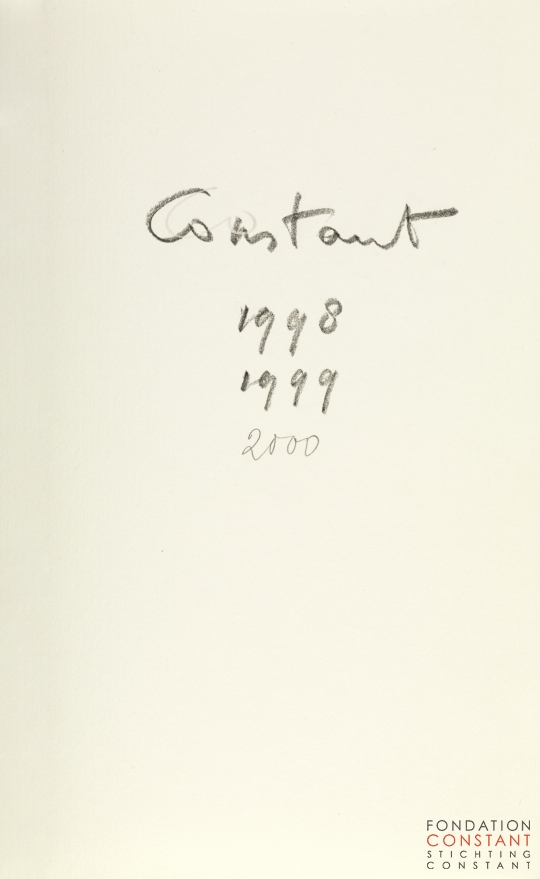 Constant
1998
1999
2000
FONDATION
CONSTANT
STICHTING
CONSTANT